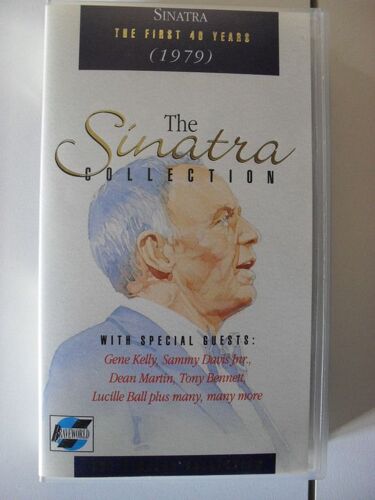 SINATRA
THE FIRST 40 YEARS
(1979)
The
Sinatra
COLLECTION
WITH SPECIAL GUESTS:
Gene Kelly, Sammy Davis Jnr.,
Dean Martin, Tony Bennett,
Lucille Ball plus many, many more
BRAVEWORLD